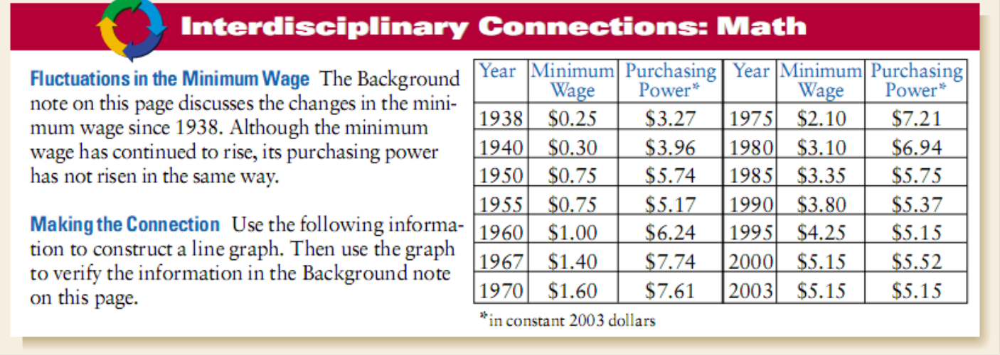 Interdisciplinary Connections: Math
Fluctuations in the Minimum Wage The Background
note on this page discusses the changes in the mini-
mum wage since 1938. Although the minimum
wage has continued to rise, its purchasing power
has not risen in the same way.
Making the Connection Use the following informa-
tion to construct a line graph. Then use the graph
to verify the information in the Background note
on this page.
Year Minimum Purchasing Year Minimum Purchasing
Wage Power* Wage Power*
1938 $0.25 $3.27 1975 $2.10 $7.21
1940 $0.30 $3.96 1980 $3.10 $6.94
1950 $0.75 $5.74 1985 $3.35 $5.75
1955 $0.75 $5.17 1990 $3.80 $5.37
1960 $1.00 $6.24 1995 $4.25 $5.15
1967 $1.40 $7.74 2000 $5.15 $5.52
1970 $1.60 $7.61 2003 $5.15 $5.15
*in constant 2003 dollars